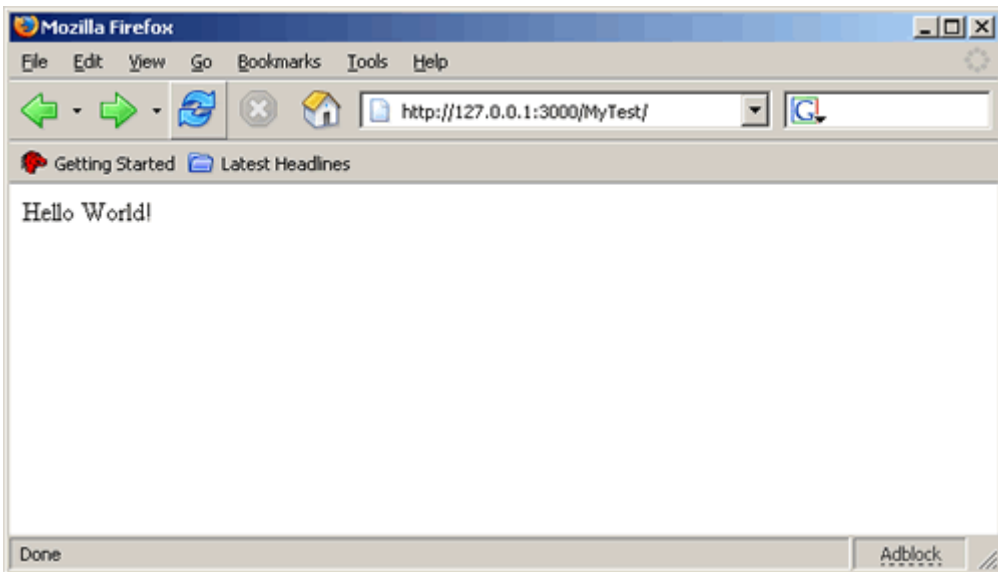 Mozilla Firefox
File Edit View Go Bookmarks Tools Help
http://127.0.0.1:3000/MyTest/ G
Getting Started Latest Headlines
Hello World!
Done Adblock